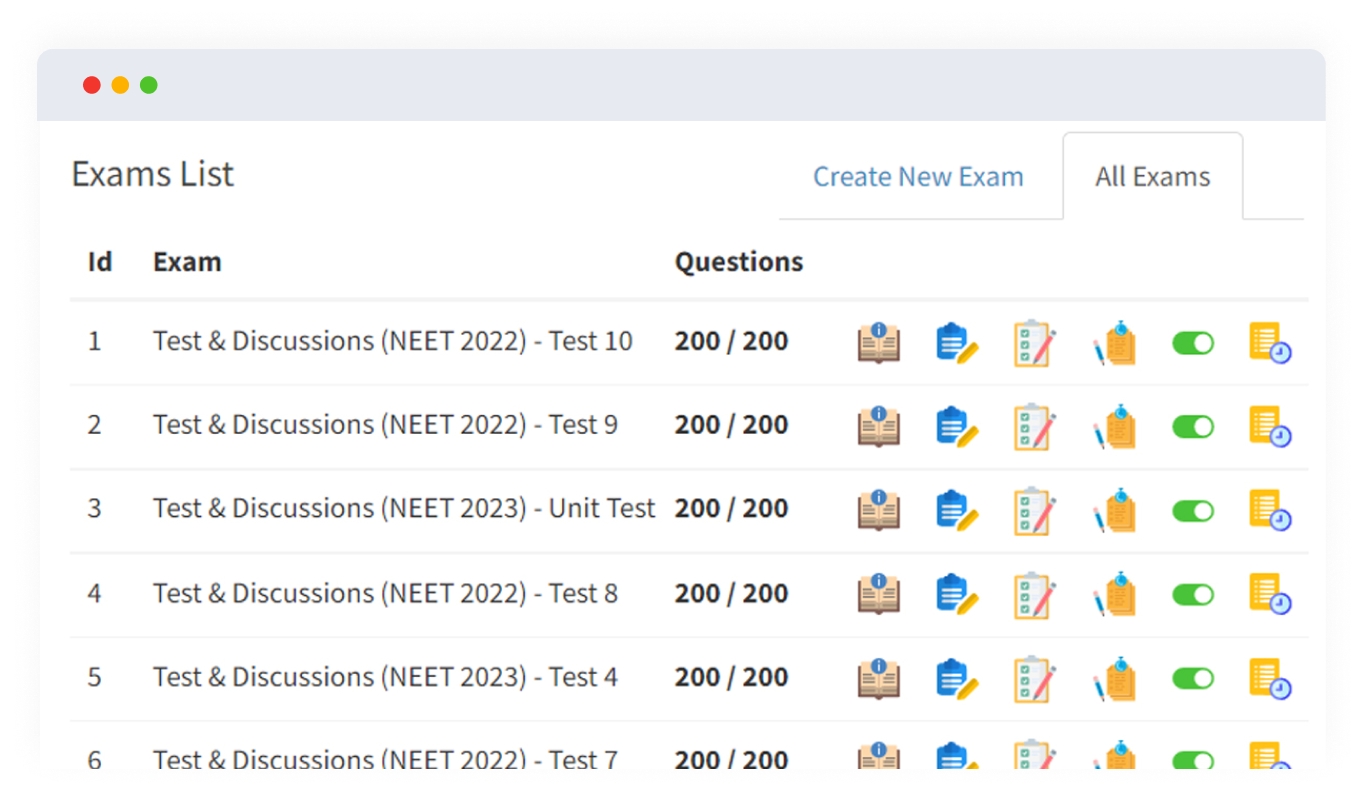 Exams List
Create New Exam All Exams
Id Exam Questions
1 Test & Discussions (NEET 2022) - Test 10 200 / 200
2 Test & Discussions (NEET 2022) - Test 9 200 / 200
3 Test & Discussions (NEET 2023) - Unit Test 200 / 200
4 Test & Discussions (NEET 2022) - Test 8 200 / 200
5 Test & Discussions (NEET 2023) - Test 4 200 / 200
6 Test & Discussions (NEET 2022) - Test 7 200 / 200